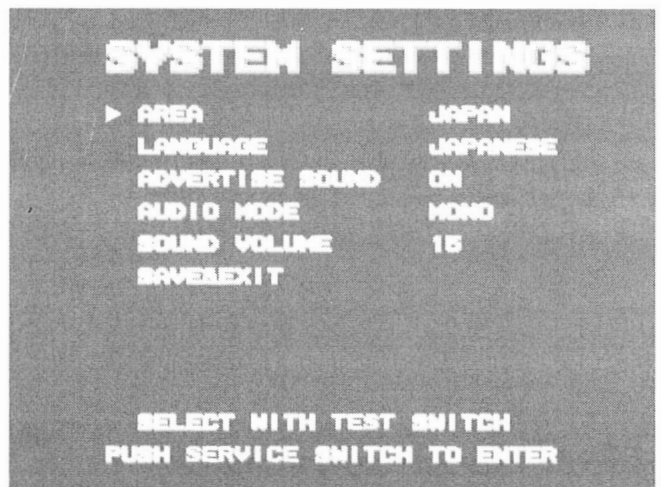 SYSTEM SETTINGS
▶ AREA JAPAN
LANGUAGE JAPANESE
ADVERTISE SOUND ON
AUDIO MODE MONO
SOUND VOLUME 15
SAVE&EXIT
SELECT WITH TEST SWITCH
PUSH SERVICE SWITCH TO ENTER